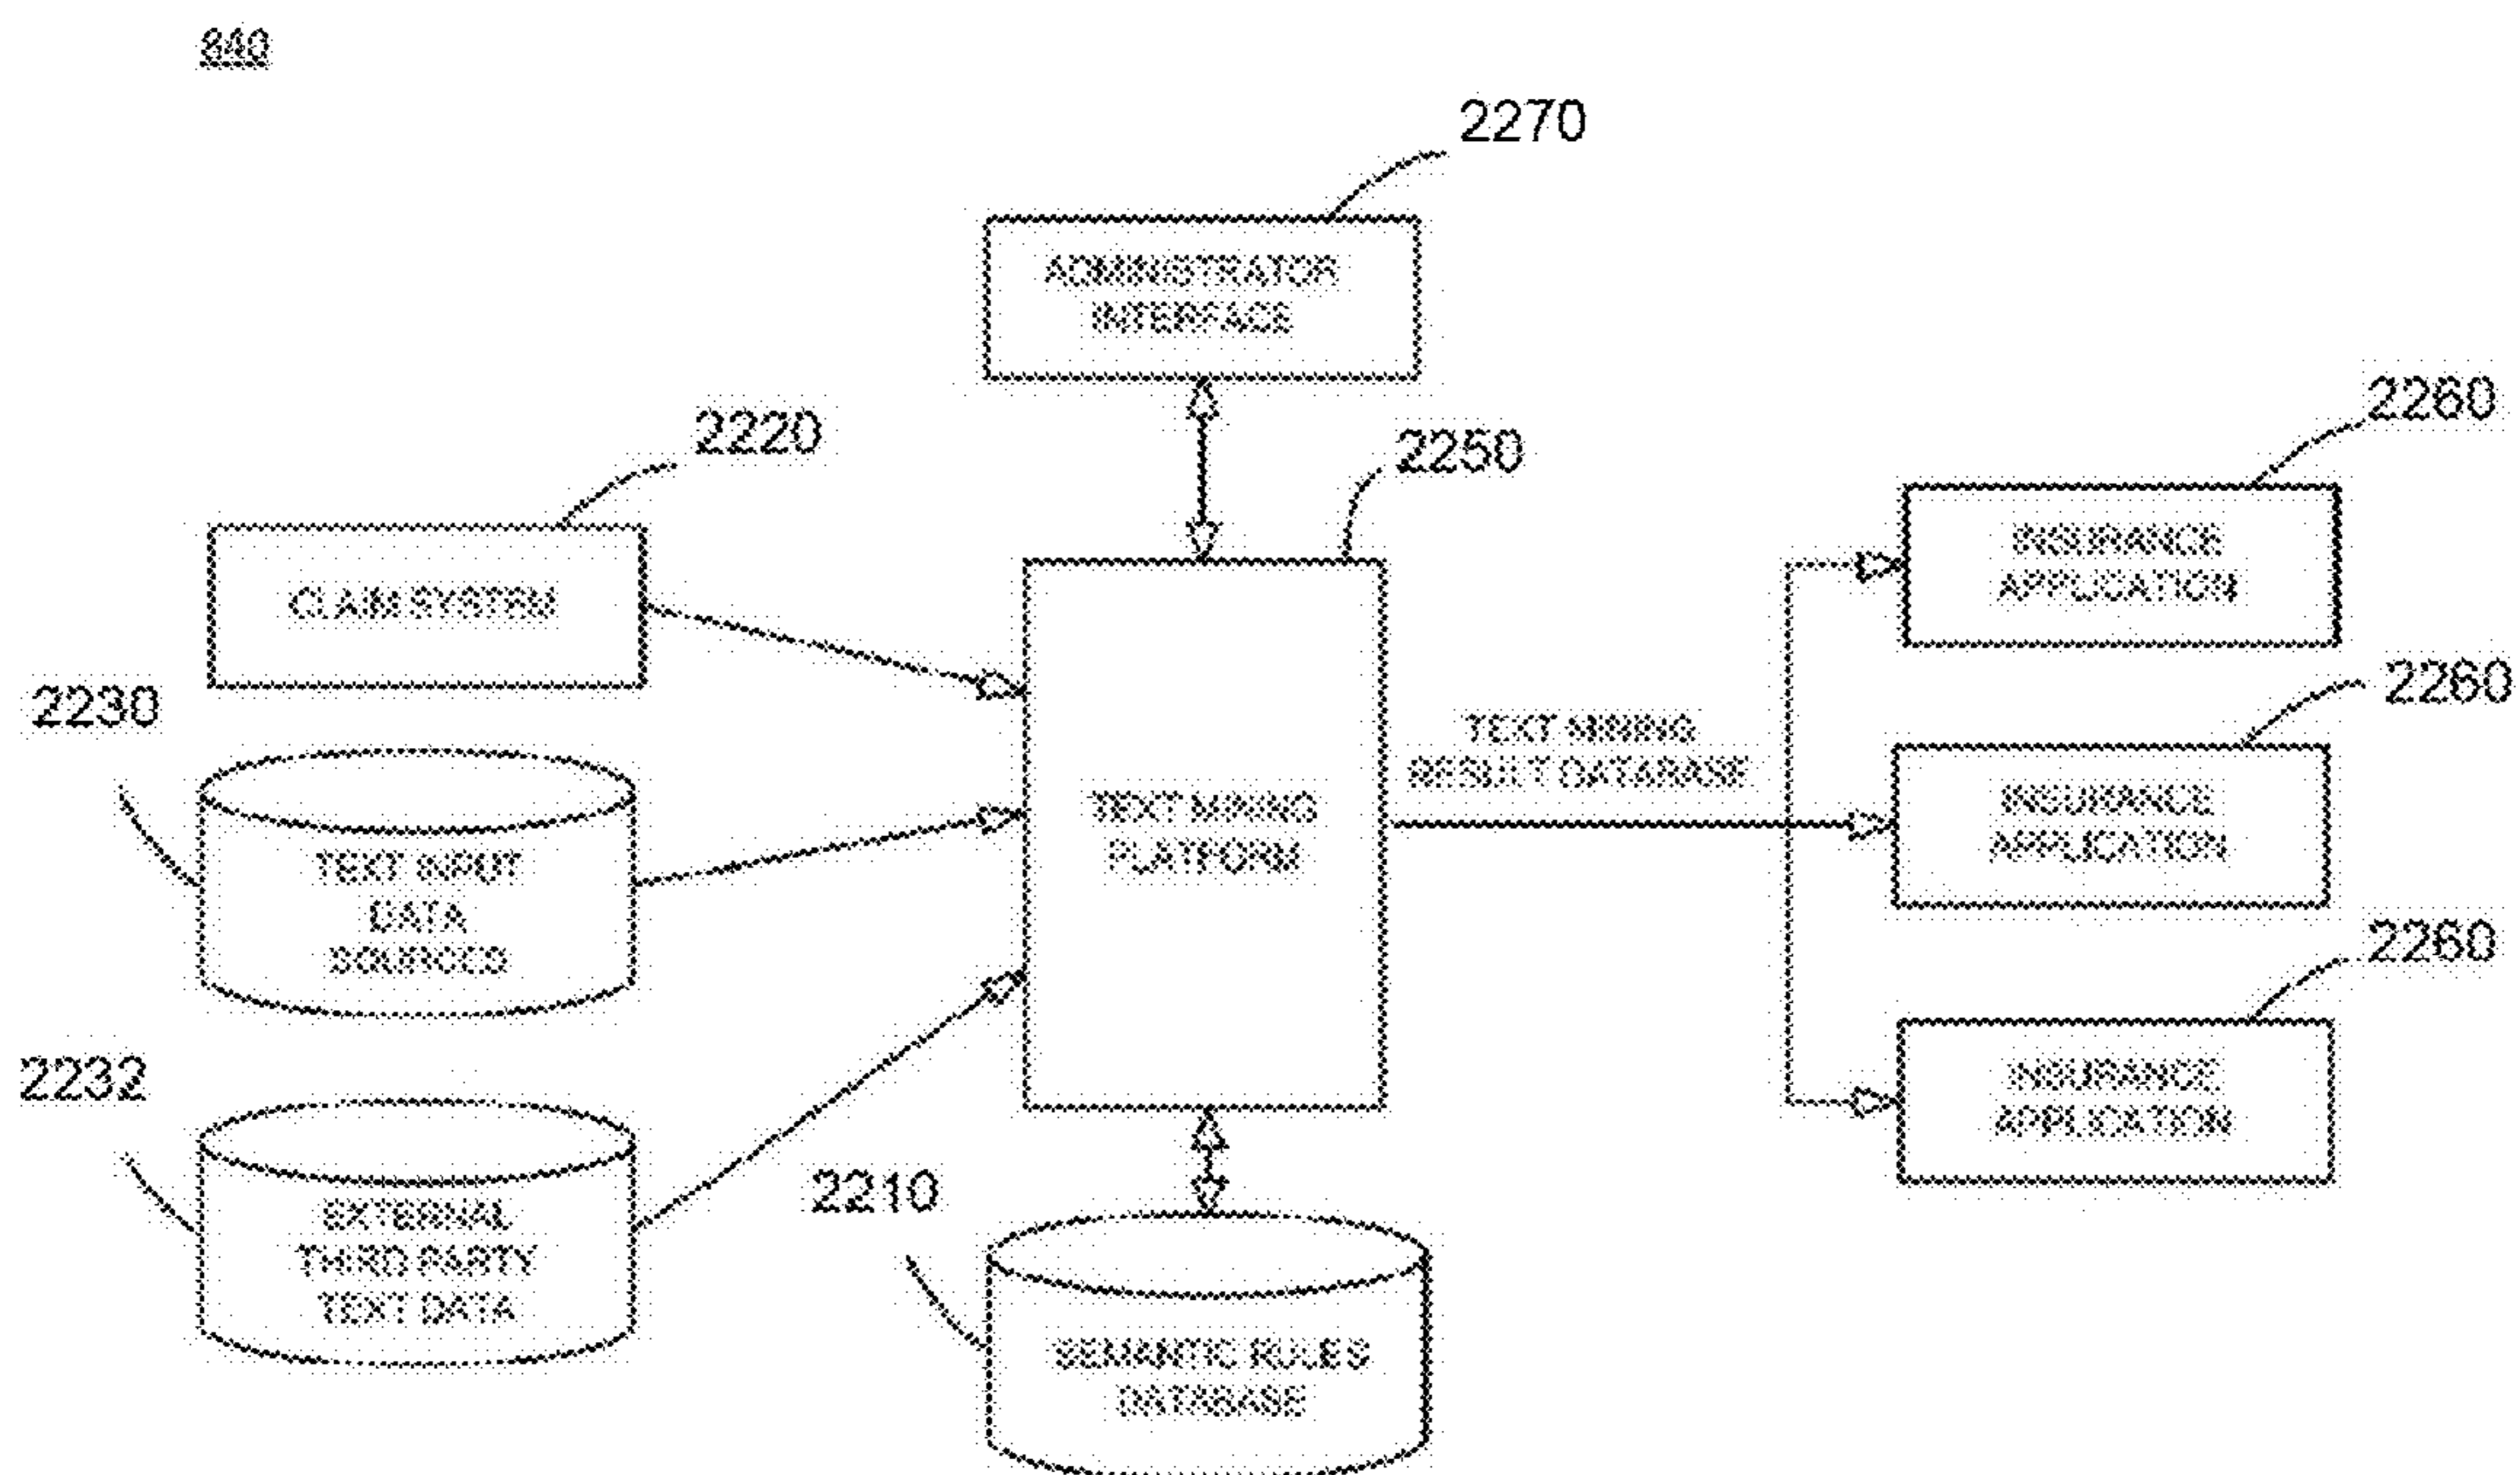 840
2270
ADMINISTRATOR
INTERFACE
2220
2250
2260
CLAIM SYSTEM
INSURANCE
APPLICATION
2230
2260
TEXT MINING
RESULT DATABASE
TEXT INPUT
DATA
SOURCES
TEXT MINING
PLATFORM
INSURANCE
APPLICATION
2260
2232
EXTERNAL
THIRD PARTY
TEXT DATA
2210
INSURANCE
APPLICATION
SEMANTIC RULES
DATABASE